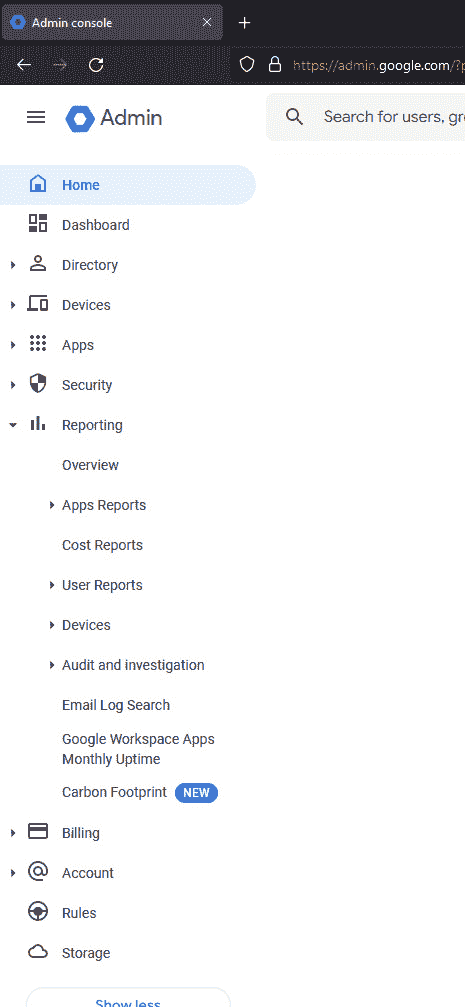 Admin console
https://admin.google.com/?p
Admin
Search for users, gr
Home
Dashboard
Directory
Devices
Apps
Security
Reporting
Overview
Apps Reports
Cost Reports
User Reports
Devices
Audit and investigation
Email Log Search
Google Workspace Apps
Monthly Uptime
Carbon Footprint NEW
Billing
Account
Rules
Storage
Show less